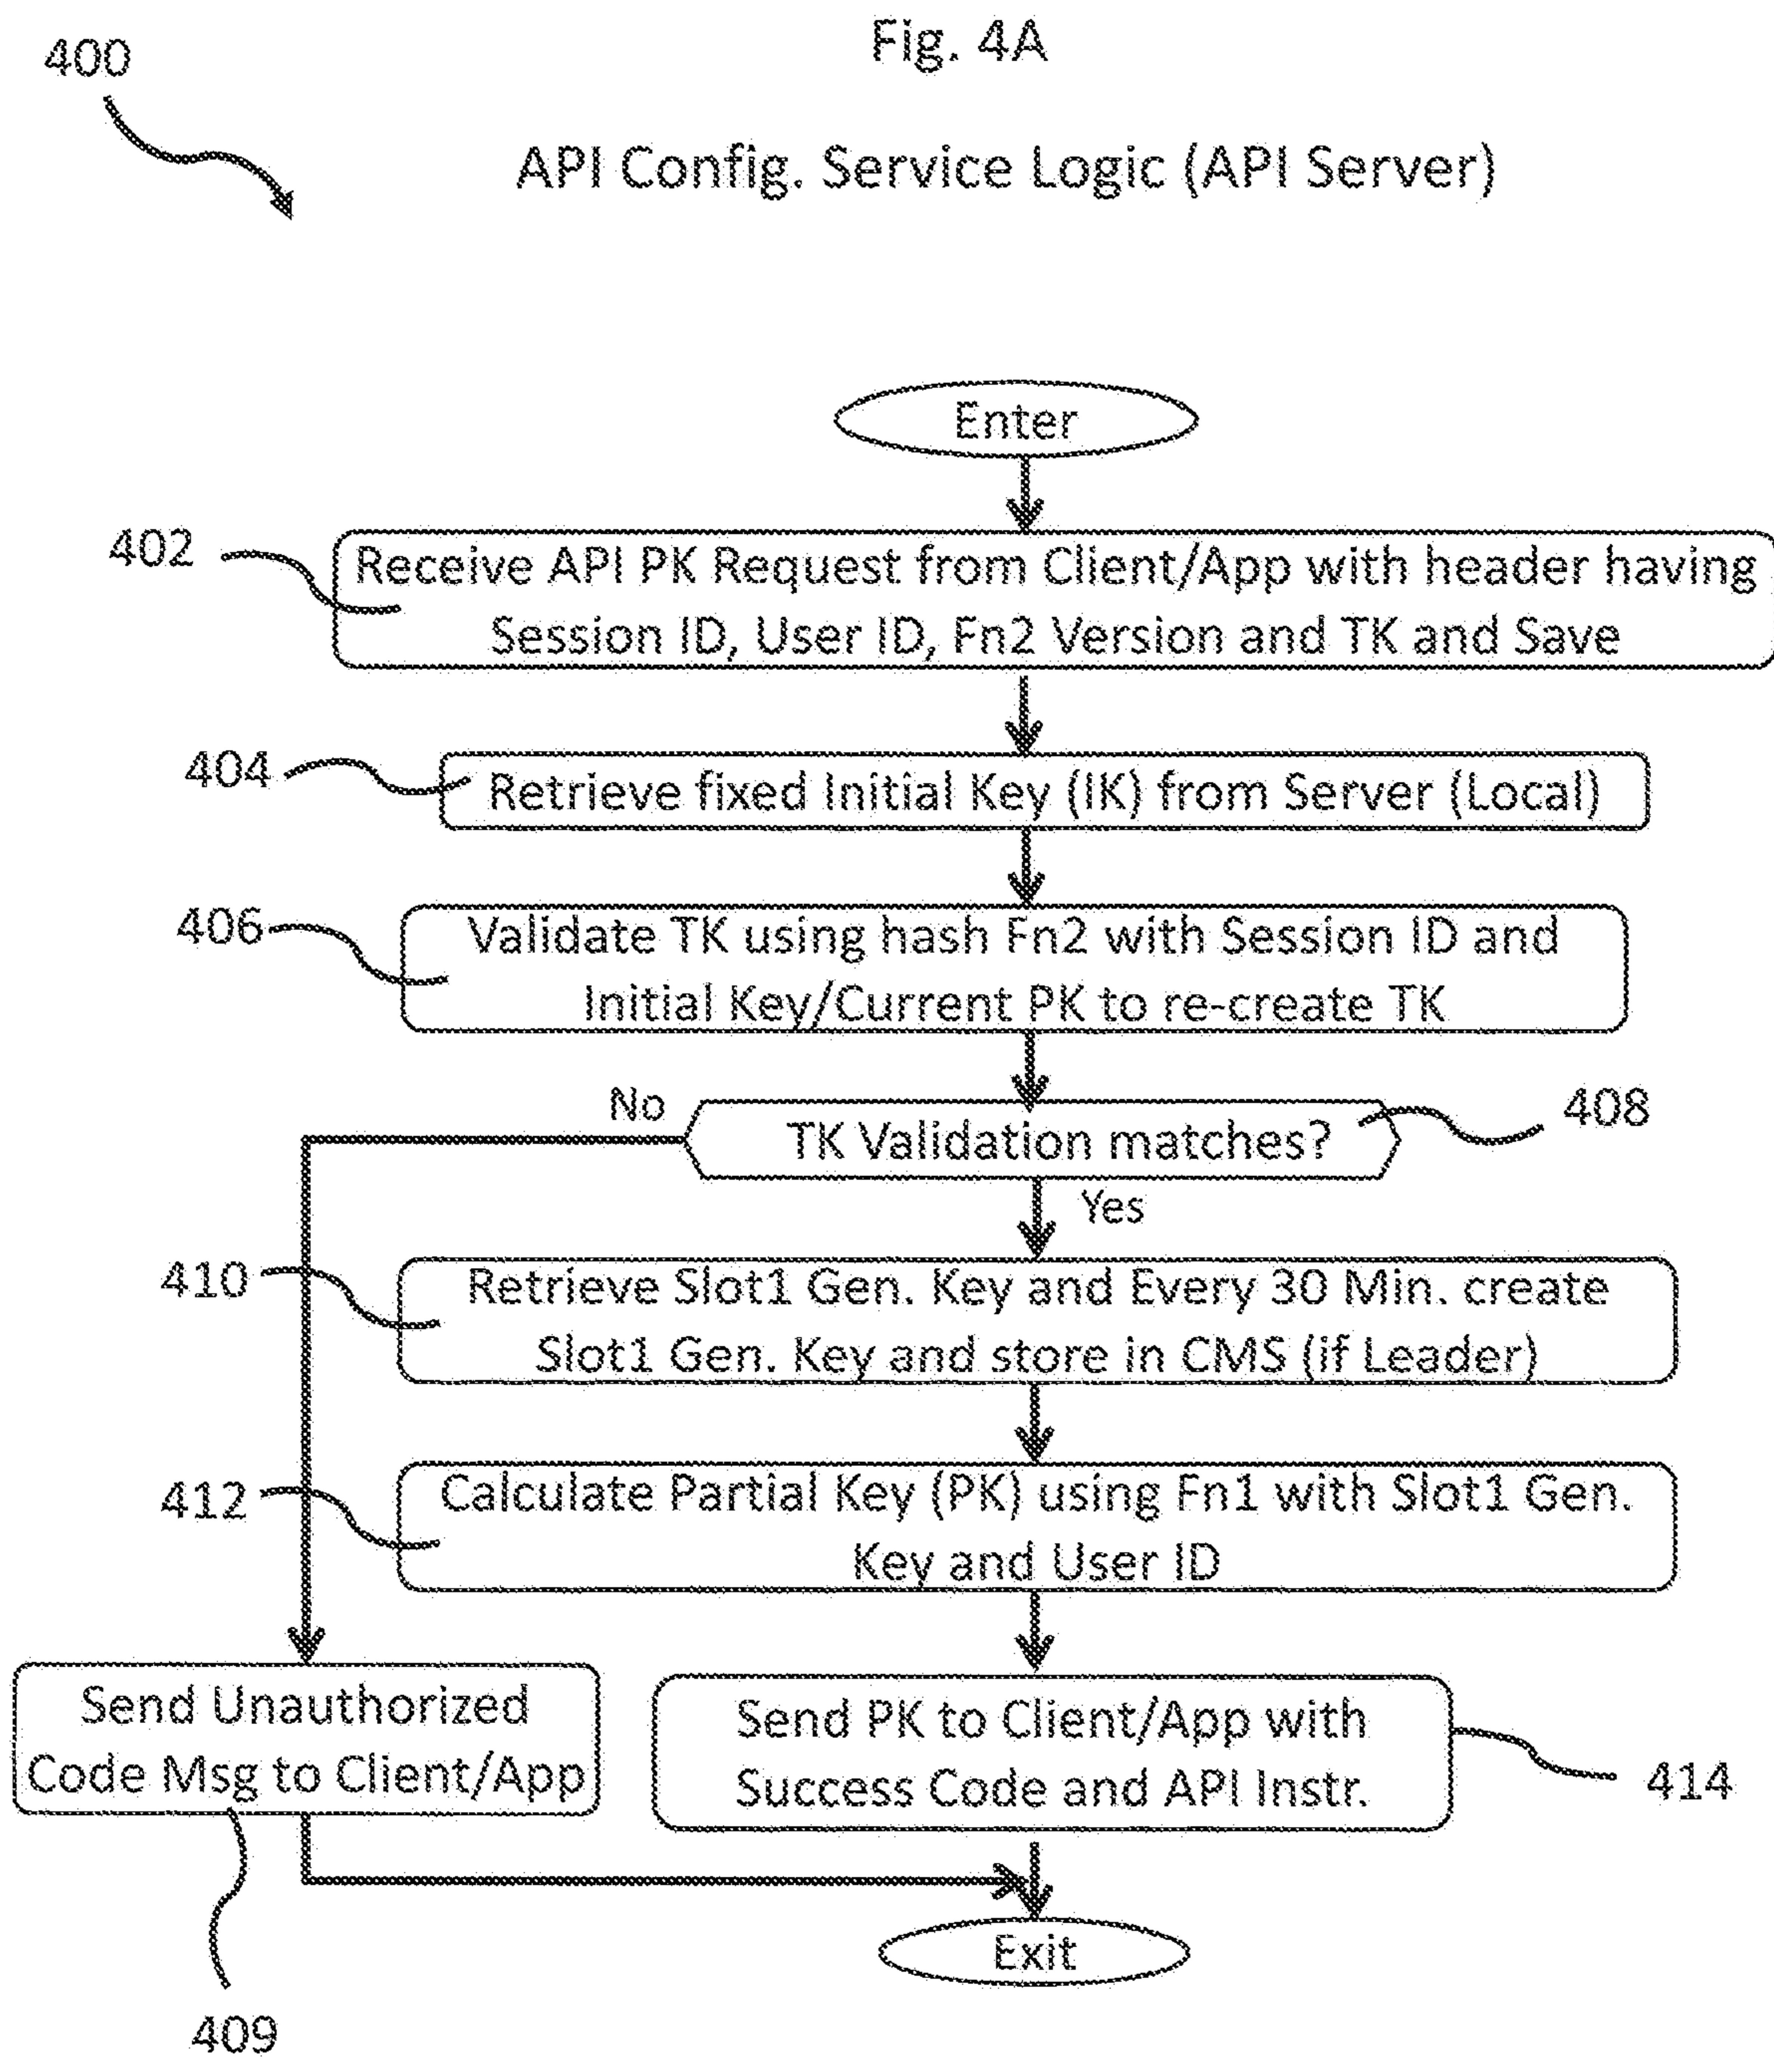 Fig. 4A
400
API Config. Service Logic (API Server)
Enter
402
Receive API PK Request from Client/App with header having
Session ID, User ID, Fn2 Version and TK and Save
404
Retrieve fixed Initial Key (IK) from Server (Local)
406
Validate TK using hash Fn2 with Session ID and
Initial Key/Current PK to re-create TK
No
408
TK Validation matches?
Yes
410
Retrieve Slot1 Gen. Key and Every 30 Min. create
Slot1 Gen. Key and store in CMS (if Leader)
412
Calculate Partial Key (PK) using Fn1 with Slot1 Gen.
Key and User ID
Send Unauthorized
Code Msg to Client/App
Send PK to Client/App with
Success Code and API Instr.
414
Exit
409